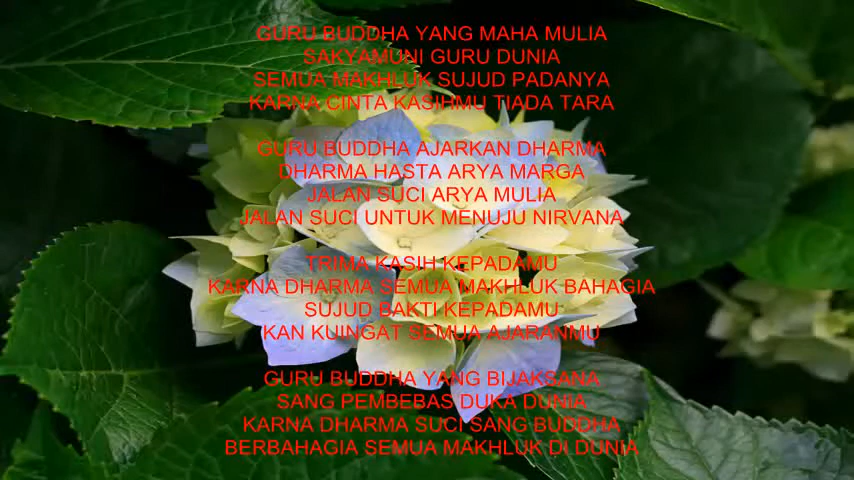 GURU BUDDHA YANG MAHA MULIA
SAKYAMUNI GURU DUNIA
SEMUA MAKHLUK SUJUD PADANYA
KARNA CINTA KASIHMU TIADA TARA
GURU BUDDHA AJARKAN DHARMA
DHARMA HASTA ARYA MARGA
JALAN SUCI ARYA MULIA
JALAN SUCI UNTUK MENUJU NIRVANA
TRIMA KASIH KEPADAMU
KARNA DHARMA SEMUA MAKHLUK BAHAGIA
SUJUD BAKTI KEPADAMU
KAN KUINGAT SEMUA AJARANMU
GURU BUDDHA YANG BIJAKSANA
SANG PEMBEBAS DUKA DUNIA
KARNA DHARMA SUCI SANG BUDDHA
BERBAHAGIA SEMUA MAKHLUK DI DUNIA